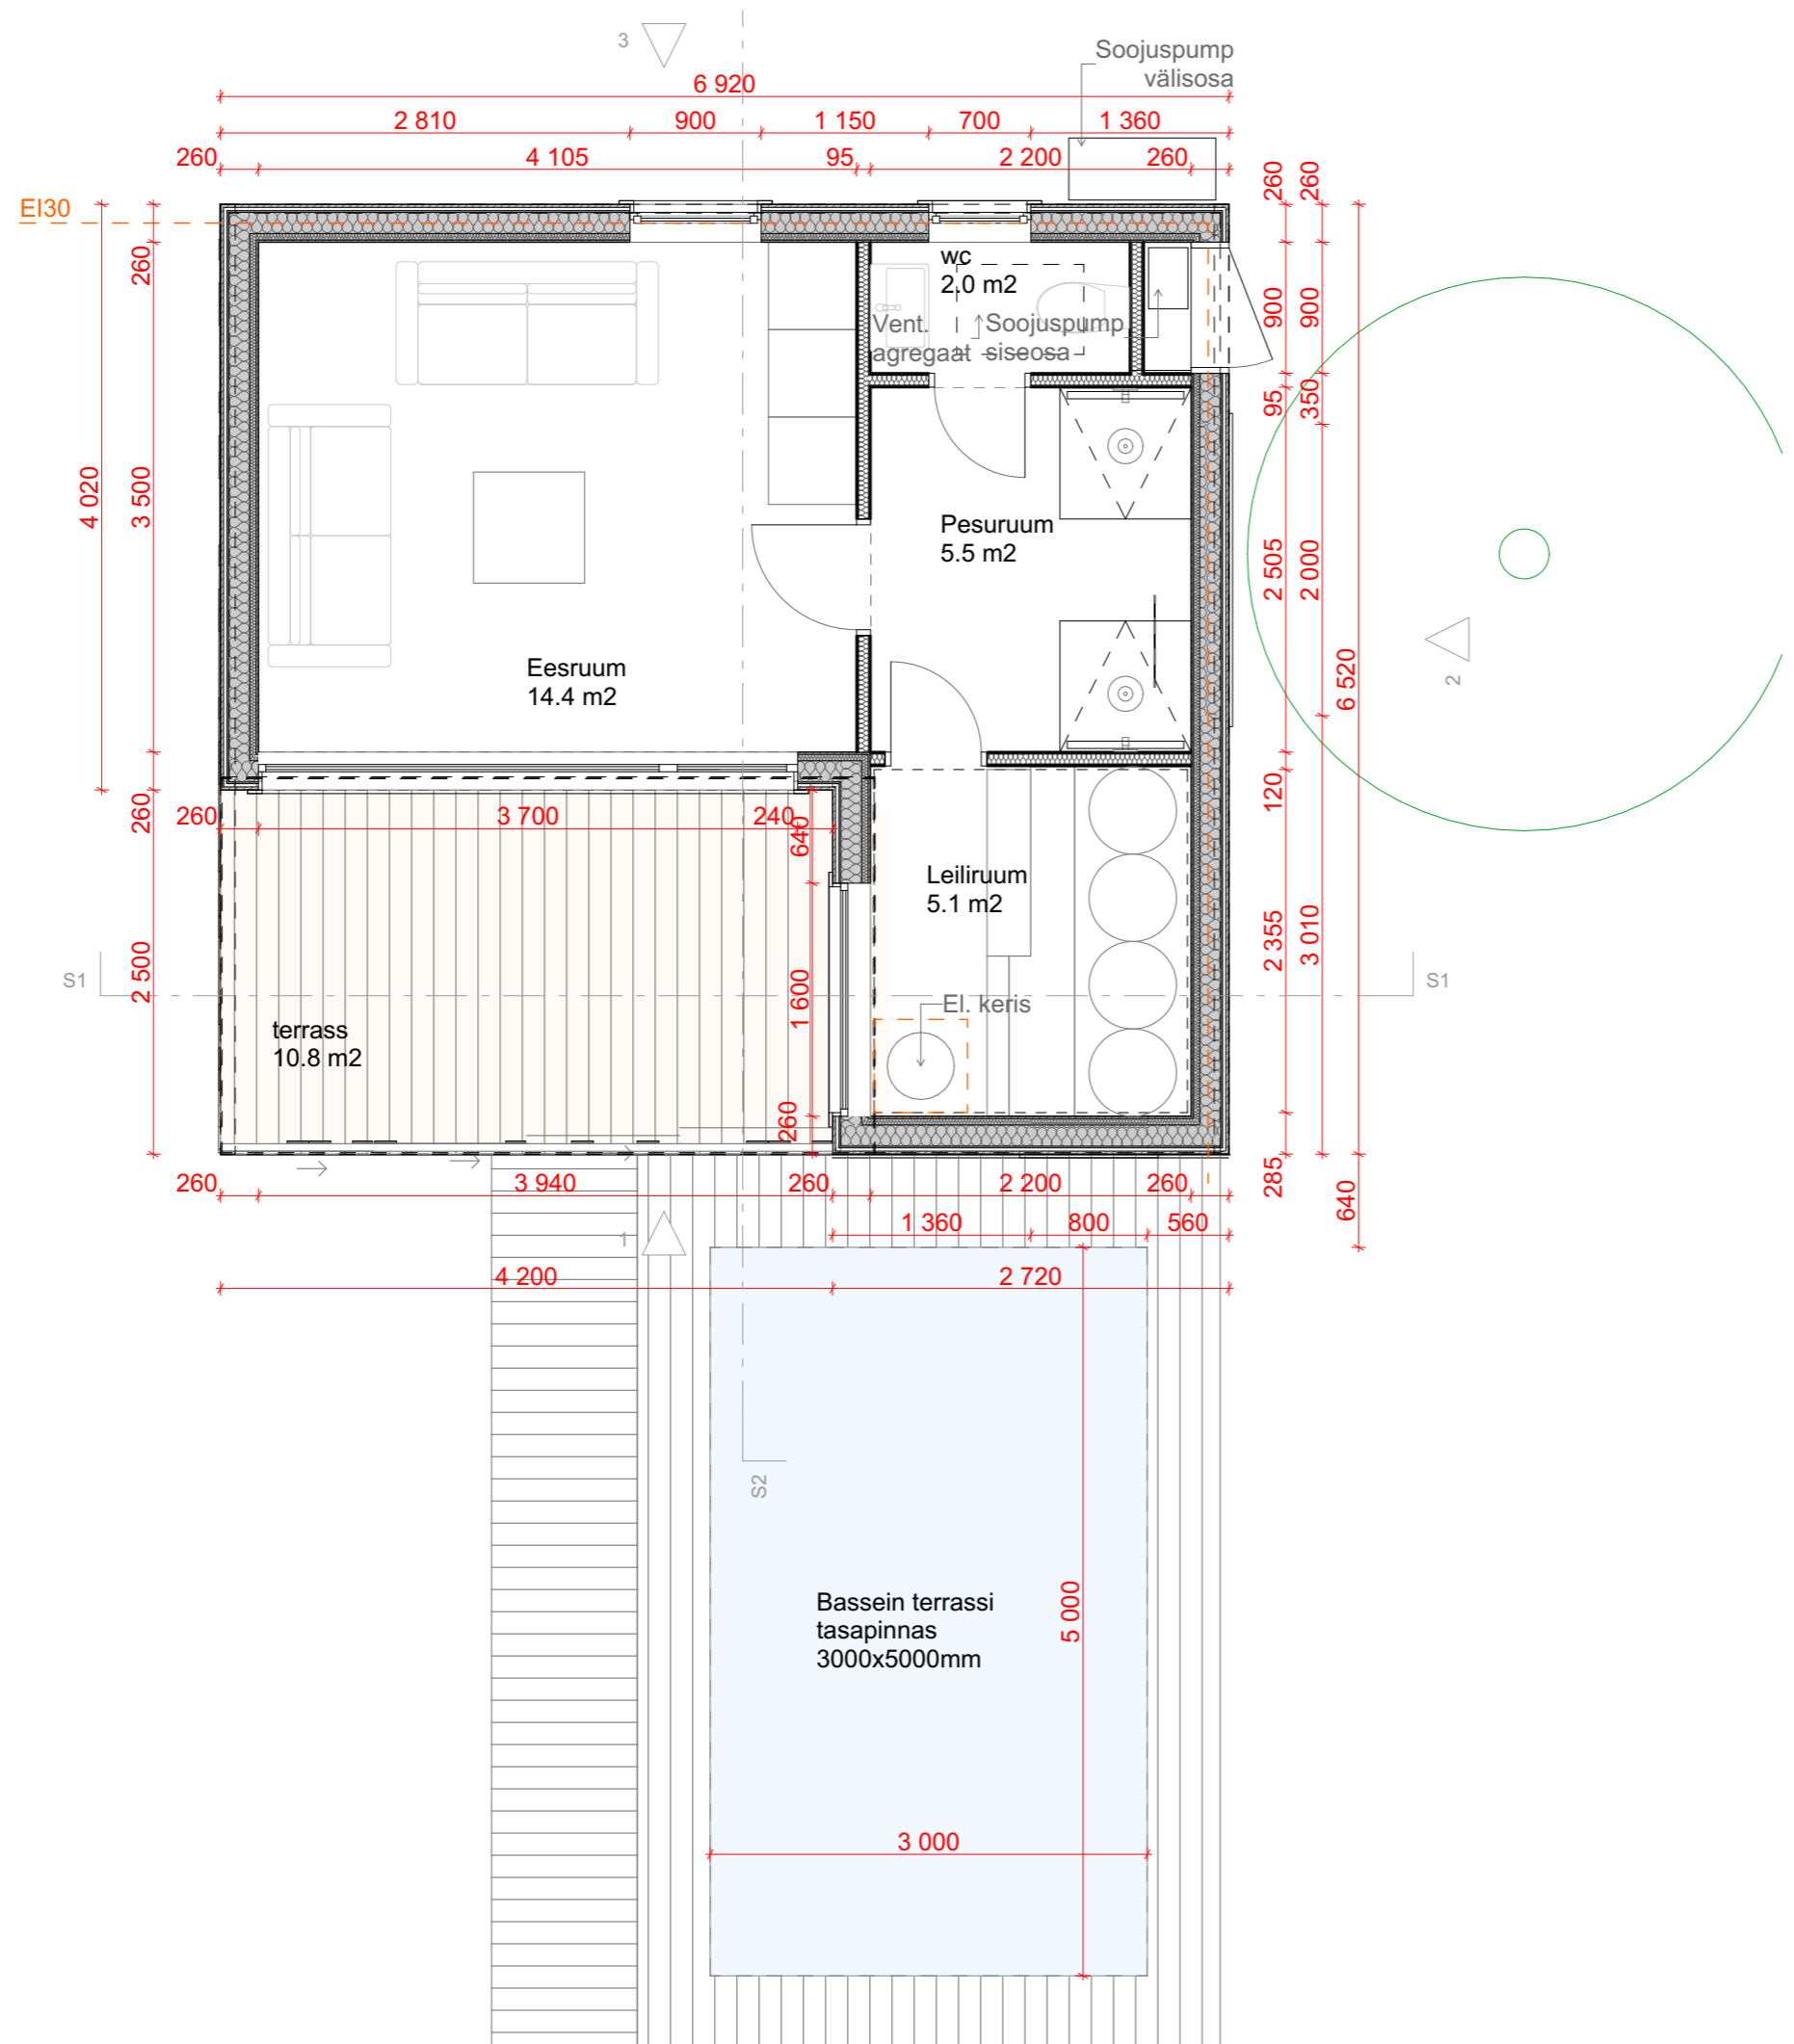 3
Soojuspump
välisosa
6 920
2 810
900
1 150
700
1 360
260
4 105
95
2 200
260
EI30
260
260
260
900
900
95
350
4 020
3 500
2 505
2 000
6 520
wc
2.0 m2
Vent.
agregaat
Soojuspump
siseosa
Pesuruum
5.5 m2
Eesruum
14.4 m2
2
260
260
3 700
240
640
120
Leiliruum
5.1 m2
2 500
1 600
2 355
3 010
S1
S1
El. keris
terrass
10.8 m2
260
285
640
260
3 940
260
2 200
260
1
1 360
800
560
4 200
2 720
S2
Bassein terrassi
tasapinnas
3000x5000mm
5 000
3 000